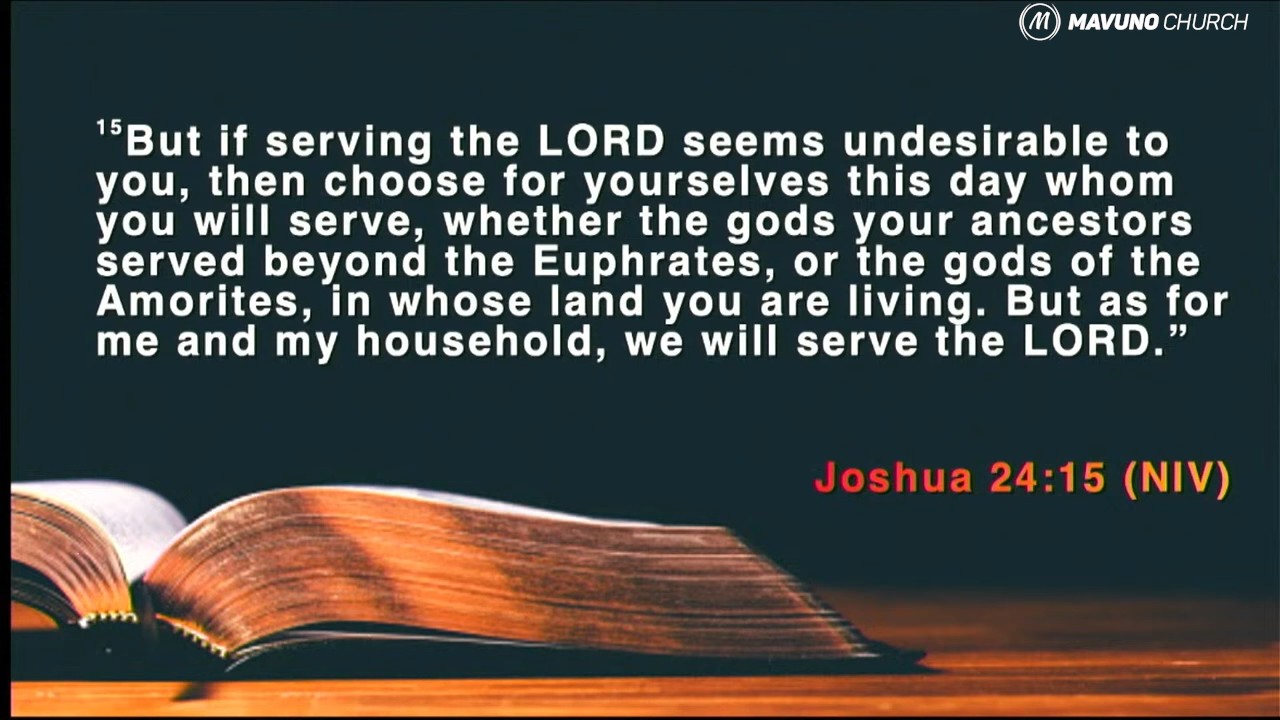 MAVUNO CHURCH
¹⁵But if serving the LORD seems undesirable to
you, then choose for yourselves this day whom
you will serve, whether the gods your ancestors
served beyond the Euphrates, or the gods of the
Amorites, in whose land you are living. But as for
me and my household, we will serve the LORD.”
Joshua 24:15 (NIV)